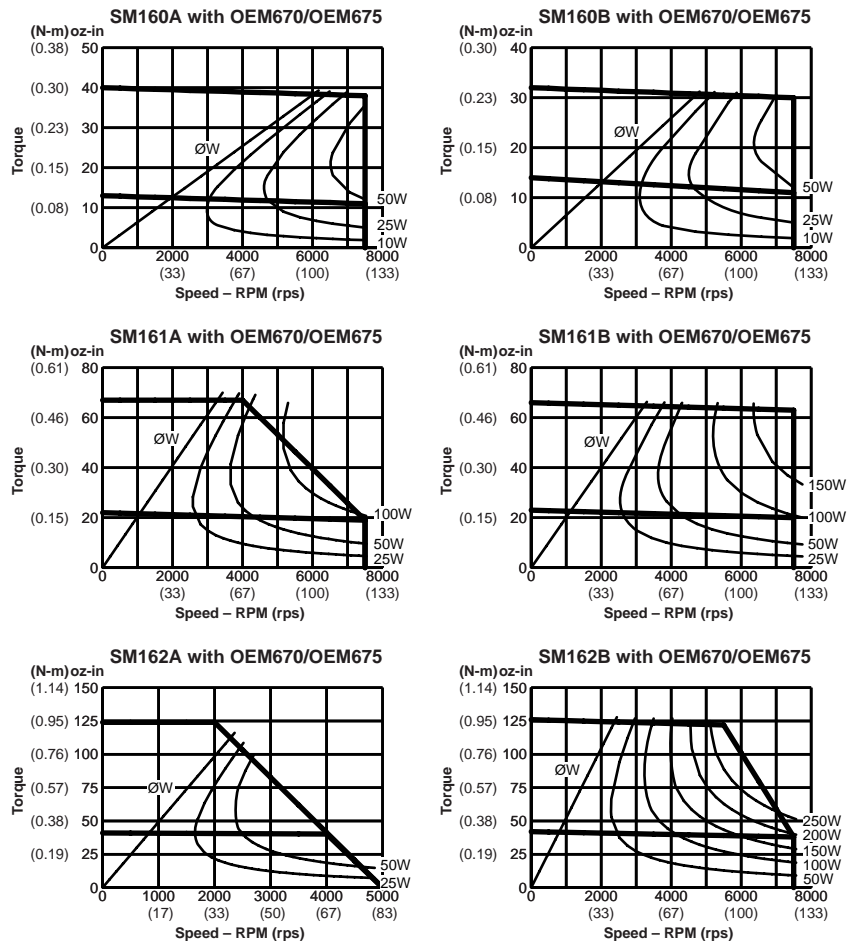 SM160A with OEM670/OEM675
(N-m) oz-in
(0.38) 50
(0.30) 40
(0.23) 30
(0.15) 20
(0.08) 10
0
Torque
ØW
50W
25W
10W
0 2000 4000 6000 8000
(33) (67) (100) (133)
Speed – RPM (rps)
SM160B with OEM670/OEM675
(N-m) oz-in
(0.30) 40
(0.23) 30
(0.15) 20
(0.08) 10
0
Torque
ØW
50W
25W
10W
0 2000 4000 6000 8000
(33) (67) (100) (133)
Speed – RPM (rps)
SM161A with OEM670/OEM675
(N-m) oz-in
(0.61) 80
(0.46) 60
(0.30) 40
(0.15) 20
0
Torque
ØW
100W
50W
25W
0 2000 4000 6000 8000
(33) (67) (100) (133)
Speed – RPM (rps)
SM161B with OEM670/OEM675
(N-m) oz-in
(0.61) 80
(0.46) 60
(0.30) 40
(0.15) 20
0
Torque
ØW
150W
100W
50W
25W
0 2000 4000 6000 8000
(33) (67) (100) (133)
Speed – RPM (rps)
SM162A with OEM670/OEM675
(N-m) oz-in
(1.14) 150
(0.95) 125
(0.76) 100
(0.57) 75
(0.38) 50
(0.19) 25
0
Torque
ØW
50W
25W
0 1000 2000 3000 4000 5000
(17) (33) (50) (67) (83)
Speed – RPM (rps)
SM162B with OEM670/OEM675
(N-m) oz-in
(1.14) 150
(0.95) 125
(0.76) 100
(0.57) 75
(0.38) 50
(0.19) 25
0
Torque
ØW
250W
200W
150W
100W
50W
0 2000 4000 6000 8000
(33) (67) (100) (133)
Speed – RPM (rps)